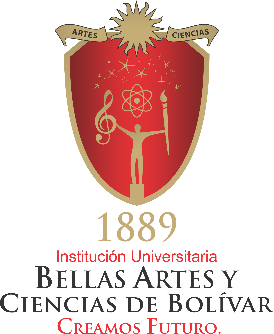 ARTES CIENCIAS
1889
Institución Universitaria
BELLAS ARTES Y
CIENCIAS DE BOLÍVAR
CREAMOS FUTURO.